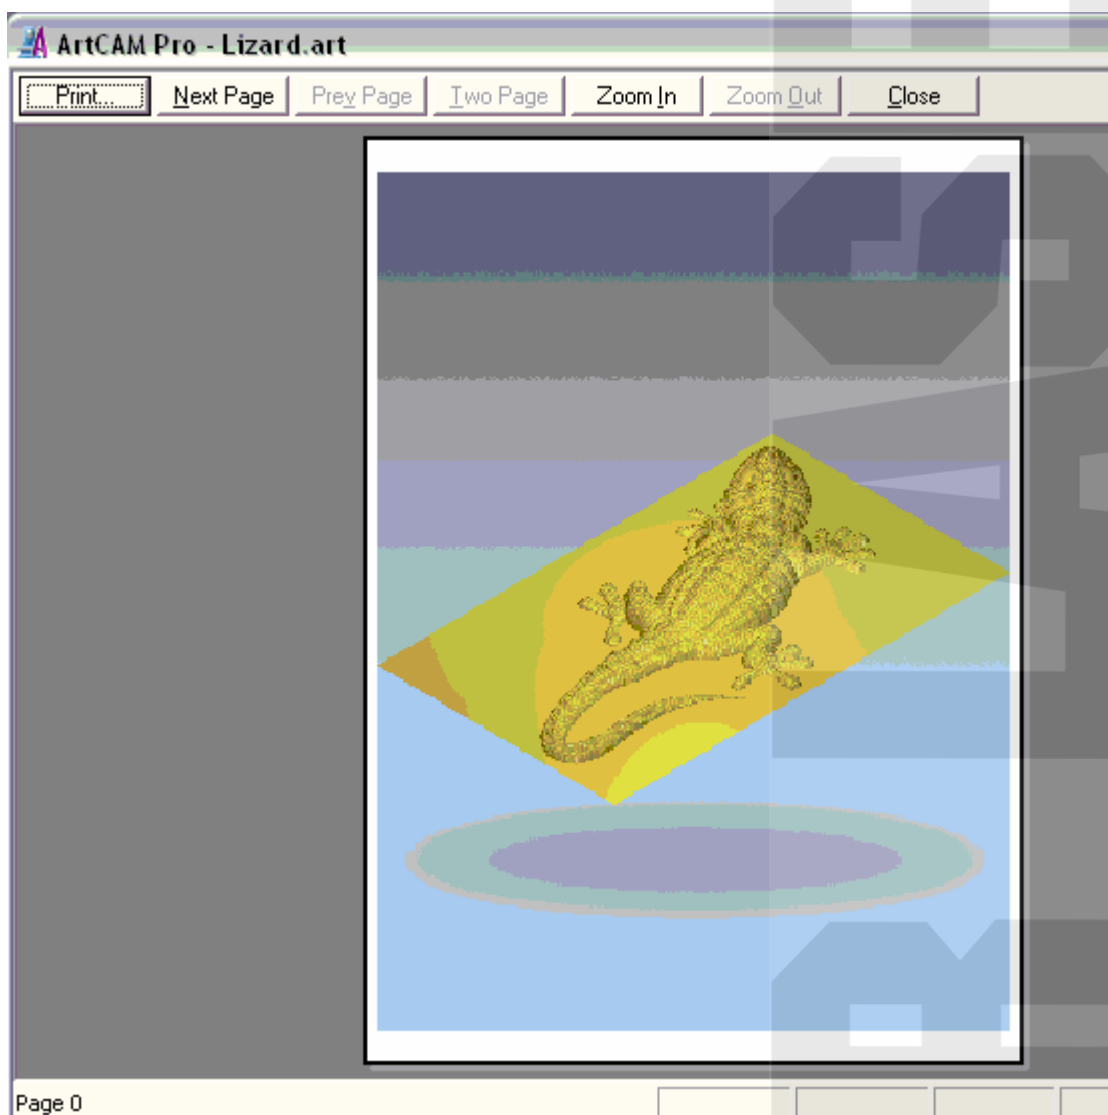 ArtCAM Pro - Lizard.art
Print... Next Page Prev Page Two Page Zoom In Zoom Out Close
Page 0